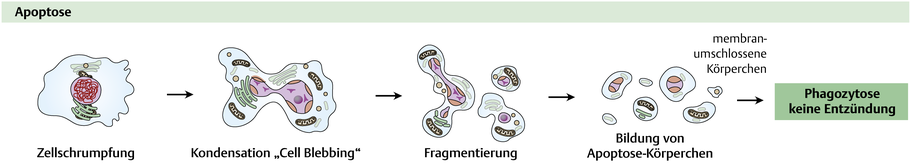 Apoptose
membran-
umschlossene
Körperchen
Phagozytose
keine Entzündung
Zellschrumpfung
Kondensation „Cell Blebbing“
Fragmentierung
Bildung von
Apoptose-Körperchen